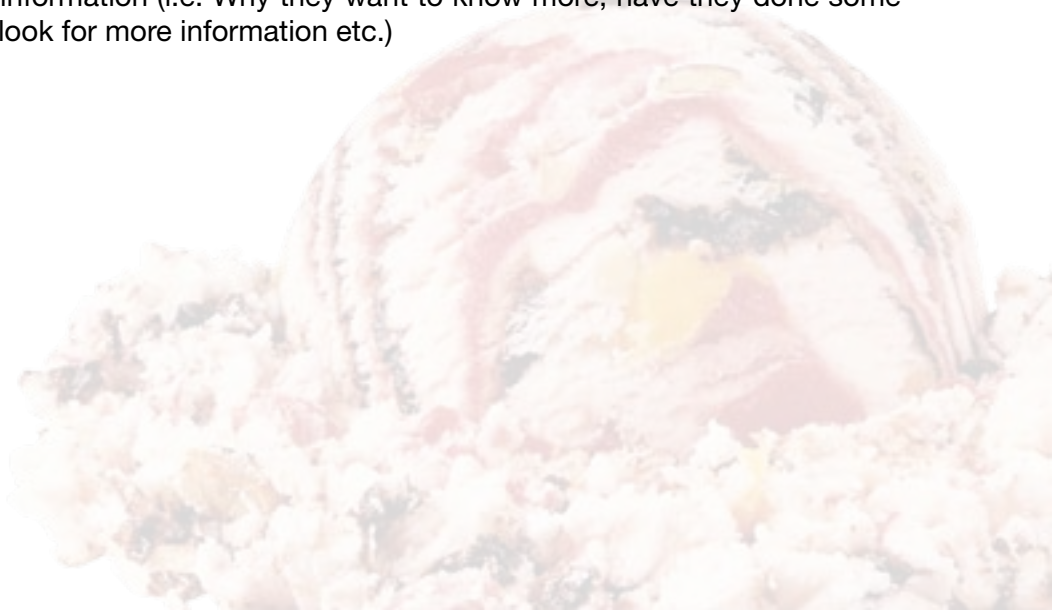 information (i.e. Why they want to know more, have they done some
look for more information etc.)